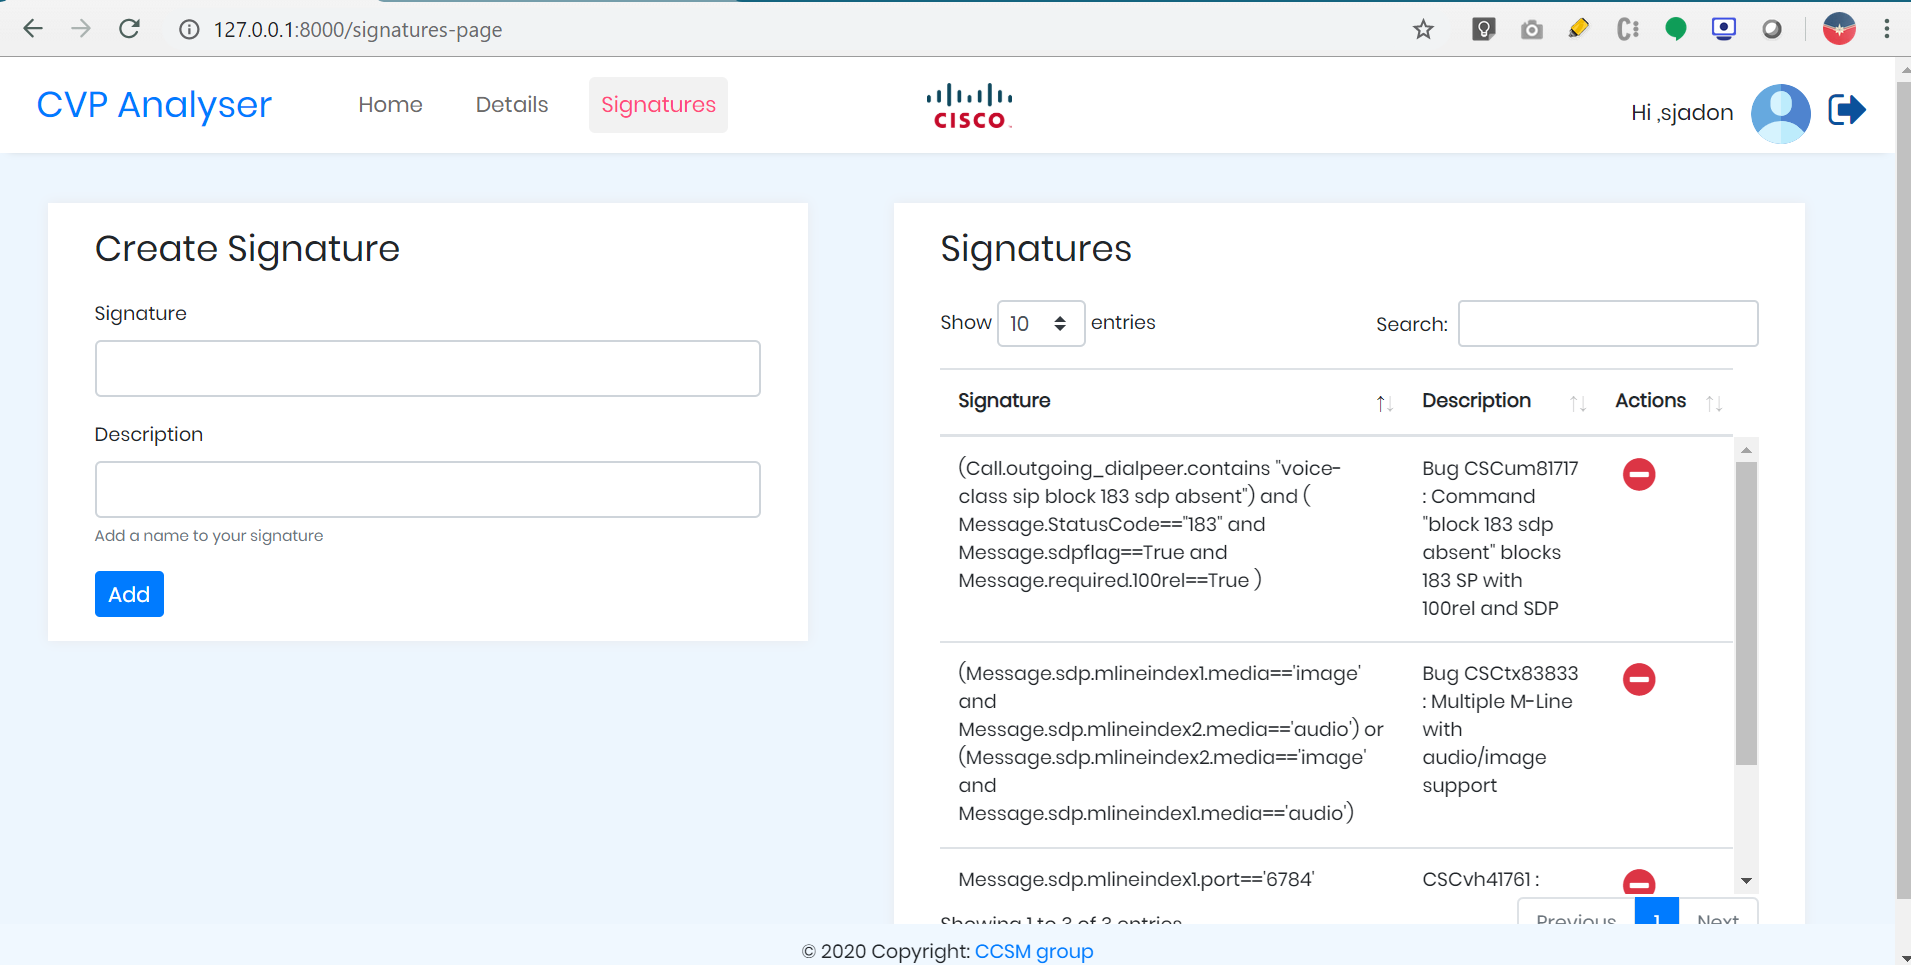 127.0.0.1:8000/signatures-page
CVP Analyser
Home
Details
Signatures
CISCO
Hi ,sjadon
Create Signature
Signature
Description
Add a name to your signature
Add
Signatures
Show 10 entries
Search:
Signature
Description
Actions
(Call.outgoing_dialpeer.contains "voice-
class sip block 183 sdp absent") and (
Message.StatusCode=="183" and
Message.sdpflag==True and
Message.required.100rel==True )
Bug CSCum81717
: Command
"block 183 sdp
absent" blocks
183 SP with
100rel and SDP
(Message.sdp.mlineindex1.media=='image'
and
Message.sdp.mlineindex2.media=='audio') or
(Message.sdp.mlineindex2.media=='image'
and
Message.sdp.mlineindex1.media=='audio')
Bug CSCtx83833
: Multiple M-Line
with
audio/image
support
Message.sdp.mlineindex1.port=='6784'
CSCvh41761 :
Showing 1 to 3 of 3 entries
Previous
1
Next
© 2020 Copyright: CCSM group